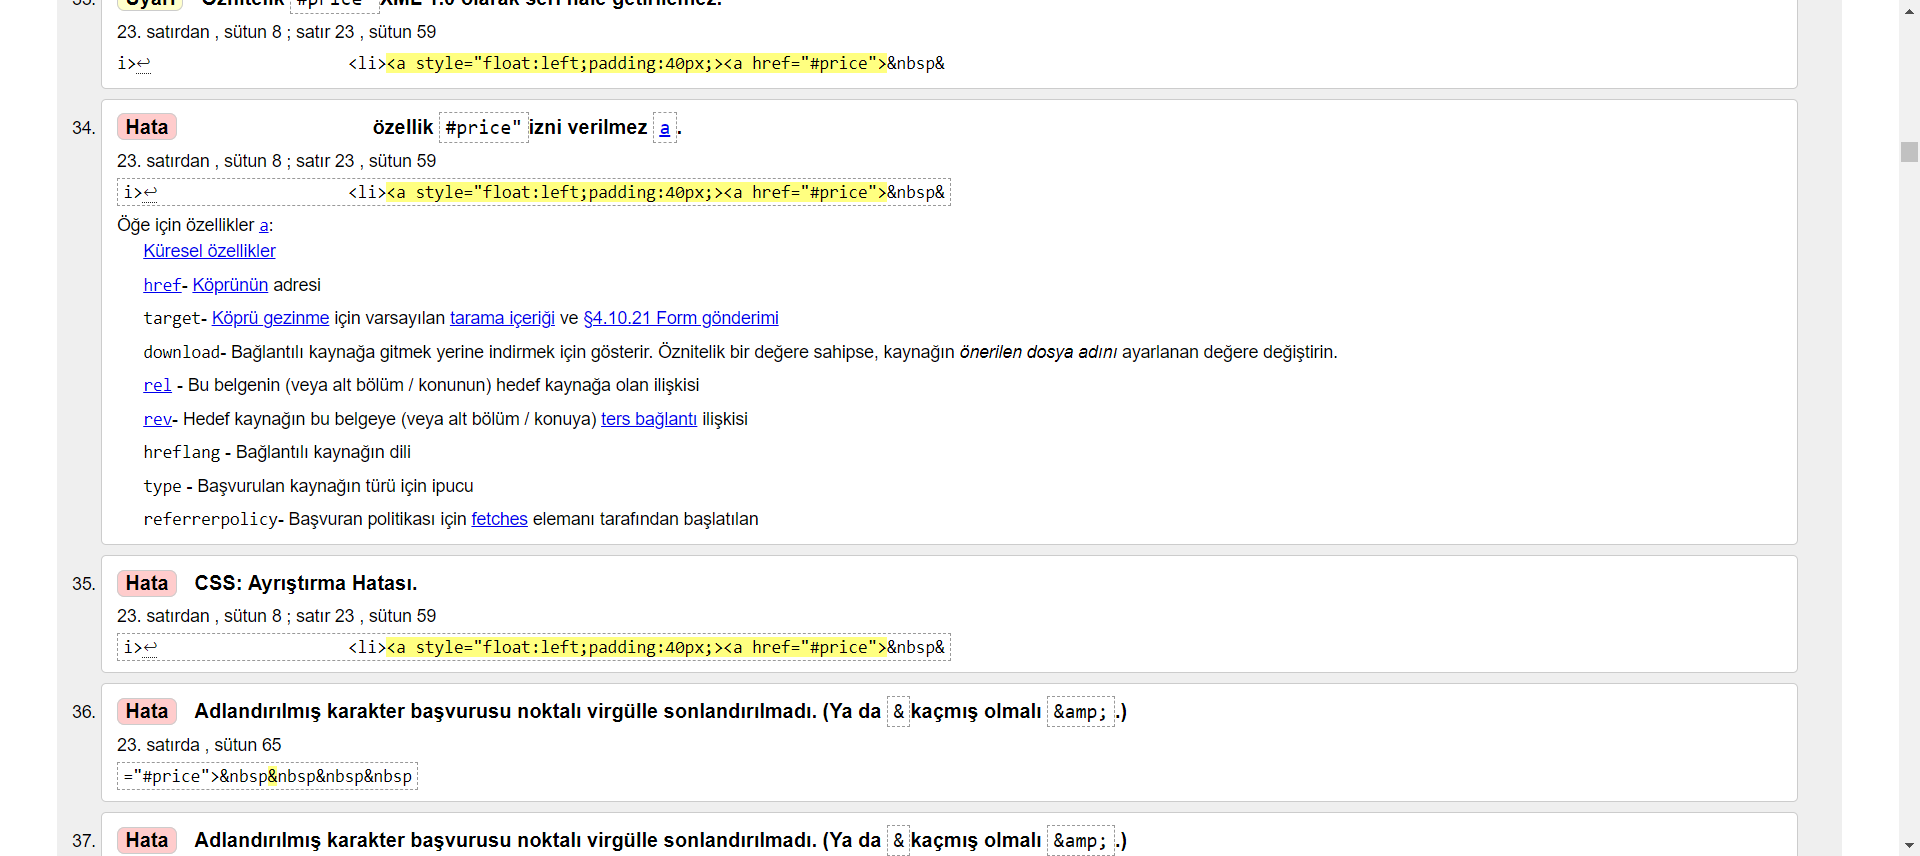 33. Uyarı Öznitelik #price" XML 1.0 olarak seri hale getirilemez.
23. satırdan , sütun 8 ; satır 23 , sütun 59
i>↩ <li><a style="float:left;padding:40px;><a href="#price">&nbsp&
34. Hata özellik #price" izni verilmez a .
23. satırdan , sütun 8 ; satır 23 , sütun 59
i>↩ <li><a style="float:left;padding:40px;><a href="#price">&nbsp&
Öğe için özellikler a:
Küresel özellikler
href- Köprünün adresi
target- Köprü gezinme için varsayılan tarama içeriği ve §4.10.21 Form gönderimi
download- Bağlantılı kaynağa gitmek yerine indirmek için gösterir. Öznitelik bir değere sahipse, kaynağın önerilen dosya adını ayarlanan değere değiştirin.
rel - Bu belgenin (veya alt bölüm / konunun) hedef kaynağa olan ilişkisi
rev- Hedef kaynağın bu belgeye (veya alt bölüm / konuya) ters bağlantı ilişkisi
hreflang - Bağlantılı kaynağın dili
type - Başvurulan kaynağın türü için ipucu
referrerpolicy- Başvuran politikası için fetches elemanı tarafından başlatılan
35. Hata CSS: Ayrıştırma Hatası.
23. satırdan , sütun 8 ; satır 23 , sütun 59
i>↩ <li><a style="float:left;padding:40px;><a href="#price">&nbsp&
36. Hata Adlandırılmış karakter başvurusu noktalı virgülle sonlandırılmadı. (Ya da & kaçmış olmalı &amp; .)
23. satırda , sütun 65
="#price">&nbsp&nbsp&nbsp&nbsp
37. Hata Adlandırılmış karakter başvurusu noktalı virgülle sonlandırılmadı. (Ya da & kaçmış olmalı &amp; .)